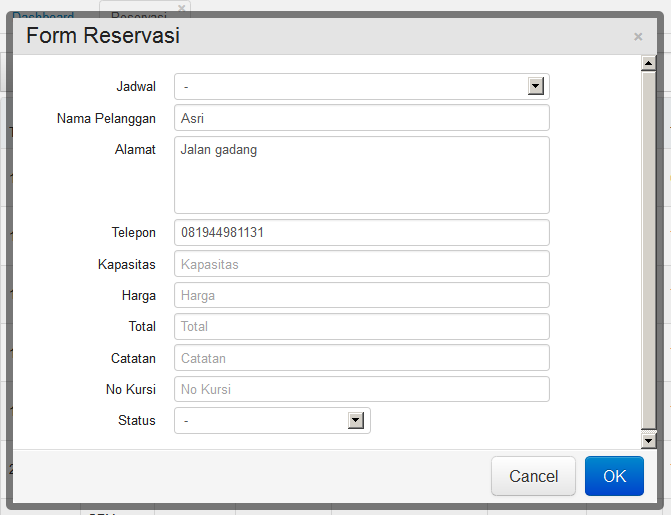 Dashboard Reservasi ×
Form Reservasi ×
Jadwal -
Nama Pelanggan Asri
Alamat Jalan gadang
Telepon 081944981131
Kapasitas Kapasitas
Harga Harga
Total Total
Catatan Catatan
No Kursi No Kursi
Status -
Cancel OK